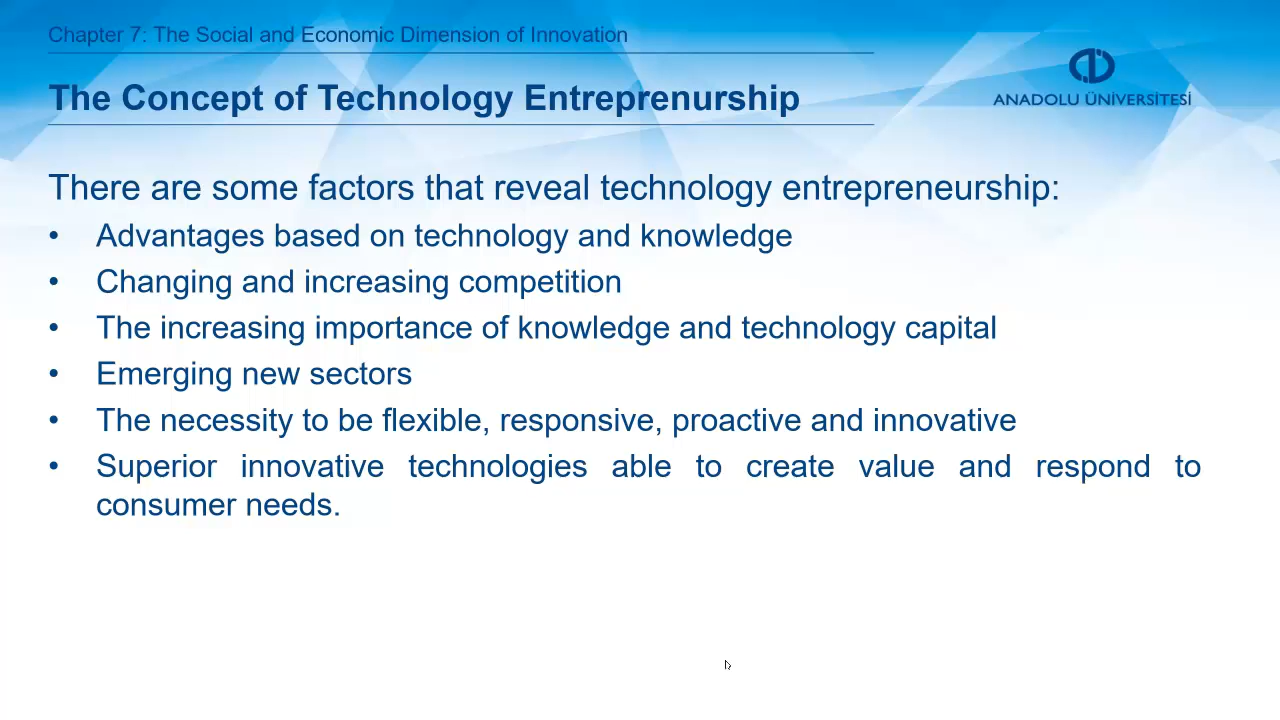 Chapter 7: The Social and Economic Dimension of Innovation
The Concept of Technology Entreprenurship
ANADOLU ÜNİVERSİTESİ
There are some factors that reveal technology entrepreneurship:
• Advantages based on technology and knowledge
• Changing and increasing competition
• The increasing importance of knowledge and technology capital
• Emerging new sectors
• The necessity to be flexible, responsive, proactive and innovative
• Superior innovative technologies able to create value and respond to
consumer needs.